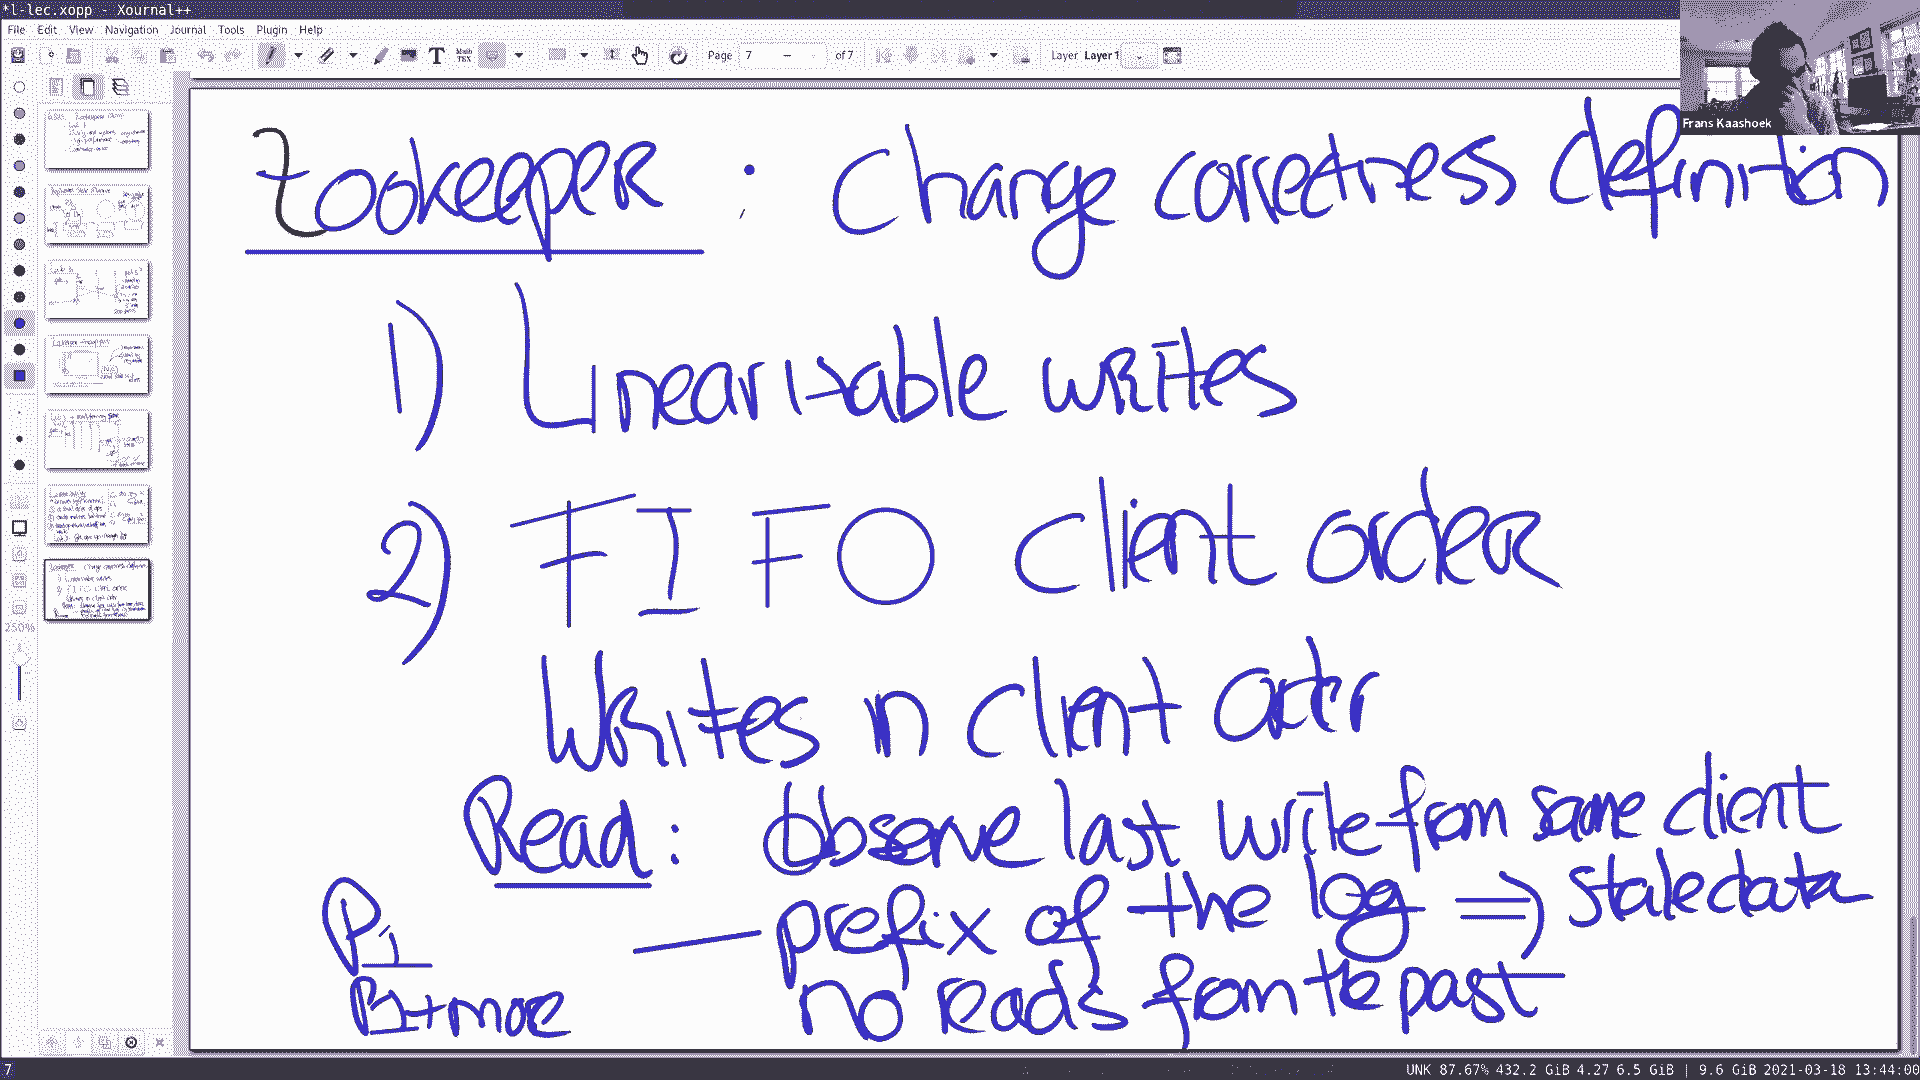 *l-lec.xopp - Xournal++
File Edit View Navigation Journal Tools Plugin Help
Page 7 of 7 Layer Layer 1
Frans Kaashoek
Zookeeper : Change correctness definition
1) Linearizable writes
2) FIFO client order
Writes in client order
Read: Observe last write from same client
P1 — prefix of the log => stale data
P1+more no reads from the past
250%
7 UNK 87.67% 432.2 GiB 4.27 6.5 GiB | 9.6 GiB 2021-03-18 13:44:00